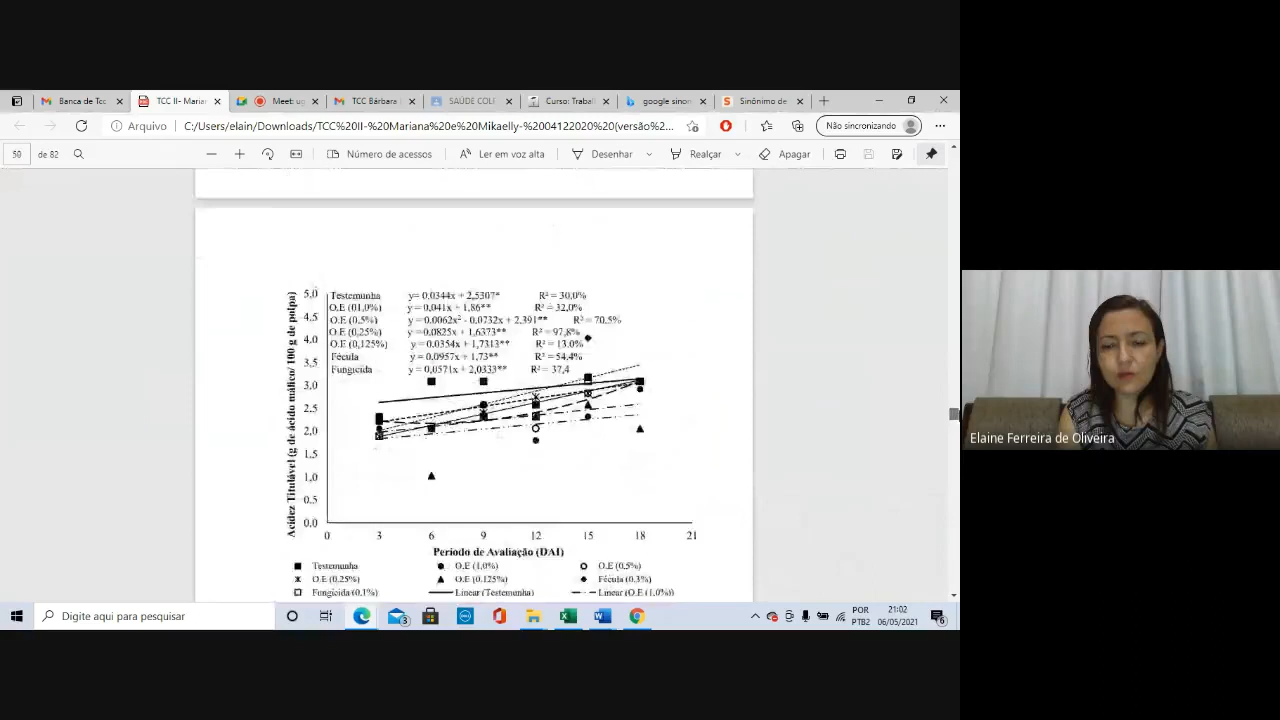 Banca de Tcc
TCC II- Maria
Meet: ug
TCC Bárbara
SAÚDE COLE
Curso: Trabal
google sinon
Sinônimo de
Arquivo
C:/Users/elain/Downloads/TCC%20II-%20Mariana%20e%20Mikaelly-%2004122020%20(versão%2...
Não sincronizando
50 de 82
Número de acessos
Ler em voz alta
Desenhar
Realçar
Apagar
Acidez Titulável (g de ácido málico/ 100 g de polpa)
5,0
4,5
4,0
3,5
3,0
2,5
2,0
1,5
1,0
0,5
0,0
Testemunha y= 0,0344x + 2,5307* R² = 30,0%
O.E (01,0%) y = 0,041x + 1,86** R² = 32,0%
O.E (0,5%) y = 0,0062x² - 0,0732x + 2,391** R² = 70,5%
O.E (0,25%) y =0,0825x + 1,6373** R² = 97,8%
O.E (0,125%) y = 0,0354x + 1,7313** R² = 13,0%
Fécula y = 0,0957x + 1,73** R² = 54,4%
Fungicida y = 0,0571x + 2,0333** R² = 37,4
0 3 6 9 12 15 18 21
Período de Avaliação (DAI)
Testemunha O.E (1,0%) O.E (0,5%)
O.E (0,25%) O.E (0,125%) Fécula (0,3%)
Fungicida (0,1%) Linear (Testemunha) Linear (O.E (1,0%)
Elaine Ferreira de Oliveira
Digite aqui para pesquisar
3
POR
PTB2
21:02
06/05/2021
6